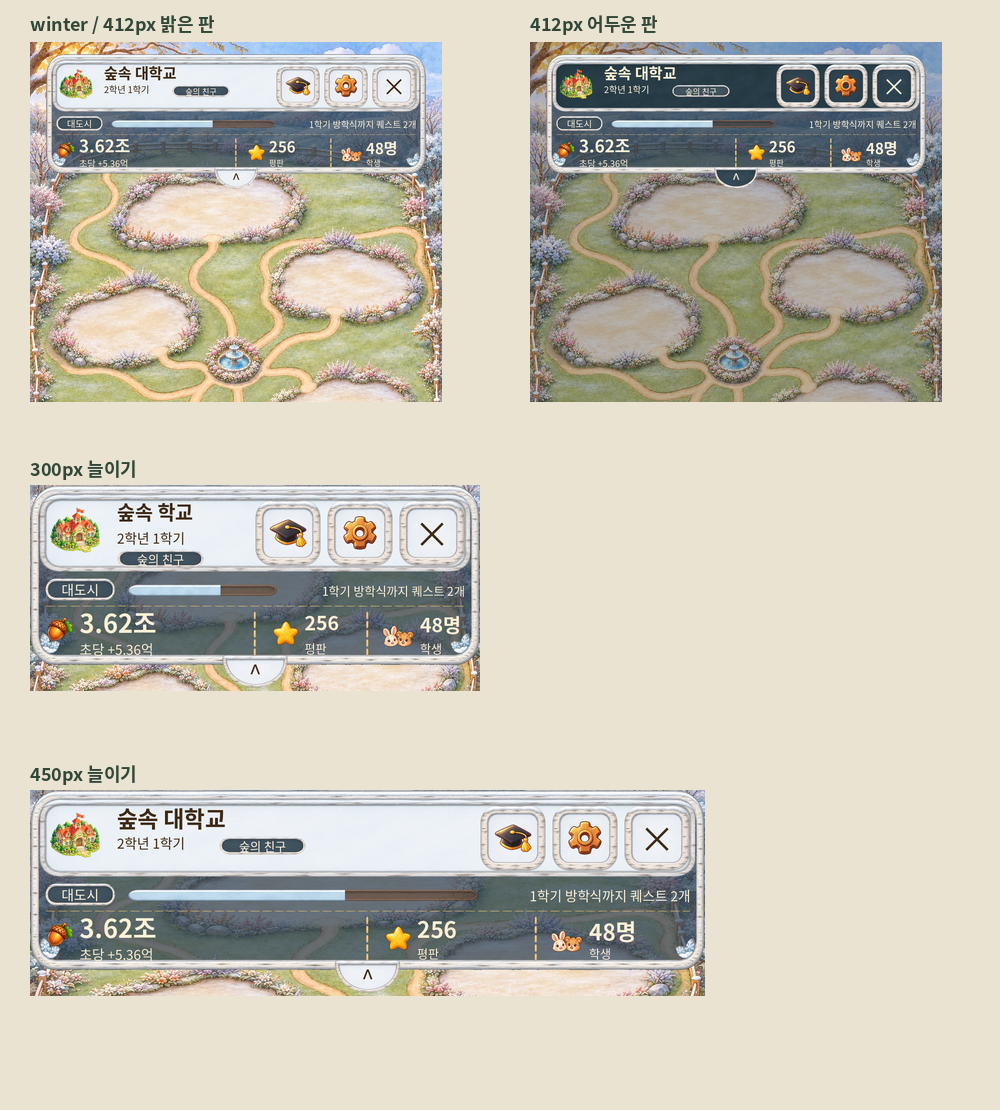 winter / 412px 밝은 판
숲속 대학교
2학년 1학기
숲의 친구
대도시
1학기 방학식까지 퀘스트 2개
3.62조
초당 +5.36억
256
평판
48명
학생
412px 어두운 판
숲속 대학교
2학년 1학기
숲의 친구
대도시
1학기 방학식까지 퀘스트 2개
3.62조
초당 +5.36억
256
평판
48명
학생
300px 늘이기
숲속 학교
2학년 1학기
숲의 친구
대도시
1학기 방학식까지 퀘스트 2개
3.62조
초당 +5.36억
256
평판
48명
학생
450px 늘이기
숲속 대학교
2학년 1학기
숲의 친구
대도시
1학기 방학식까지 퀘스트 2개
3.62조
초당 +5.36억
256
평판
48명
학생